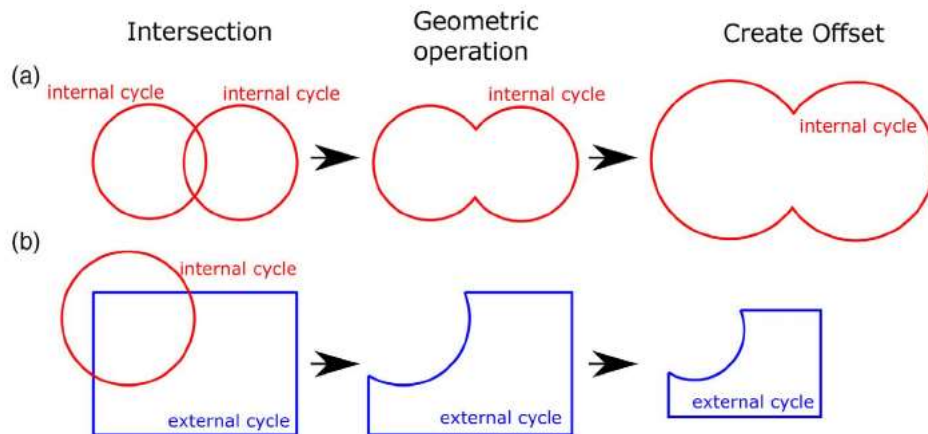 Intersection
Geometric
operation
Create Offset
(a)
internal cycle
internal cycle
internal cycle
internal cycle
(b)
internal cycle
external cycle
external cycle
external cycle